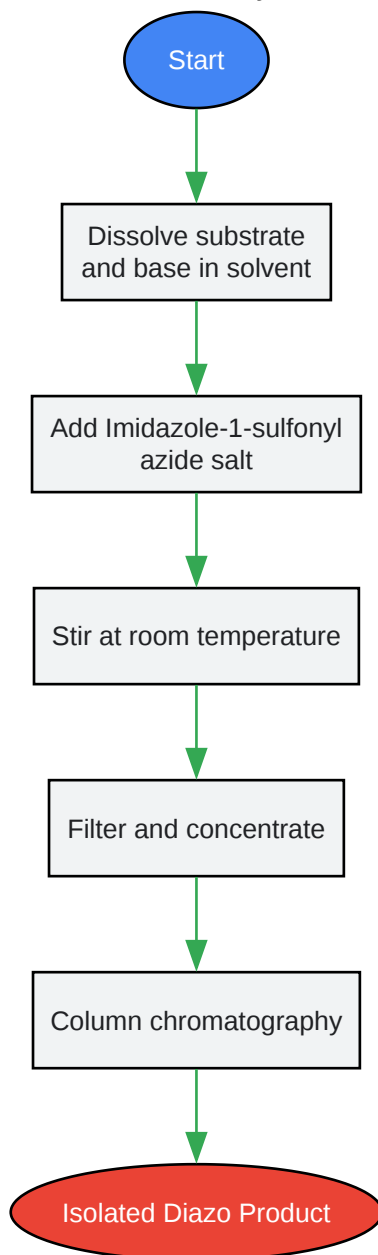 Start
Dissolve substrate
and base in solvent
Add Imidazole-1-sulfonyl
azide salt
Stir at room temperature
Filter and concentrate
Column chromatography
Isolated Diazo Product